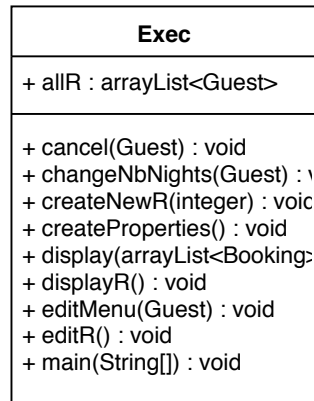 Exec
+ allR : arrayList<Guest>
+ cancel(Guest) : void
+ changeNbNights(Guest) :
+ createNewR(integer) : void
+ createProperties() : void
+ display(arrayList<Booking>
+ displayR() : void
+ editMenu(Guest) : void
+ editR() : void
+ main(String[]) : void